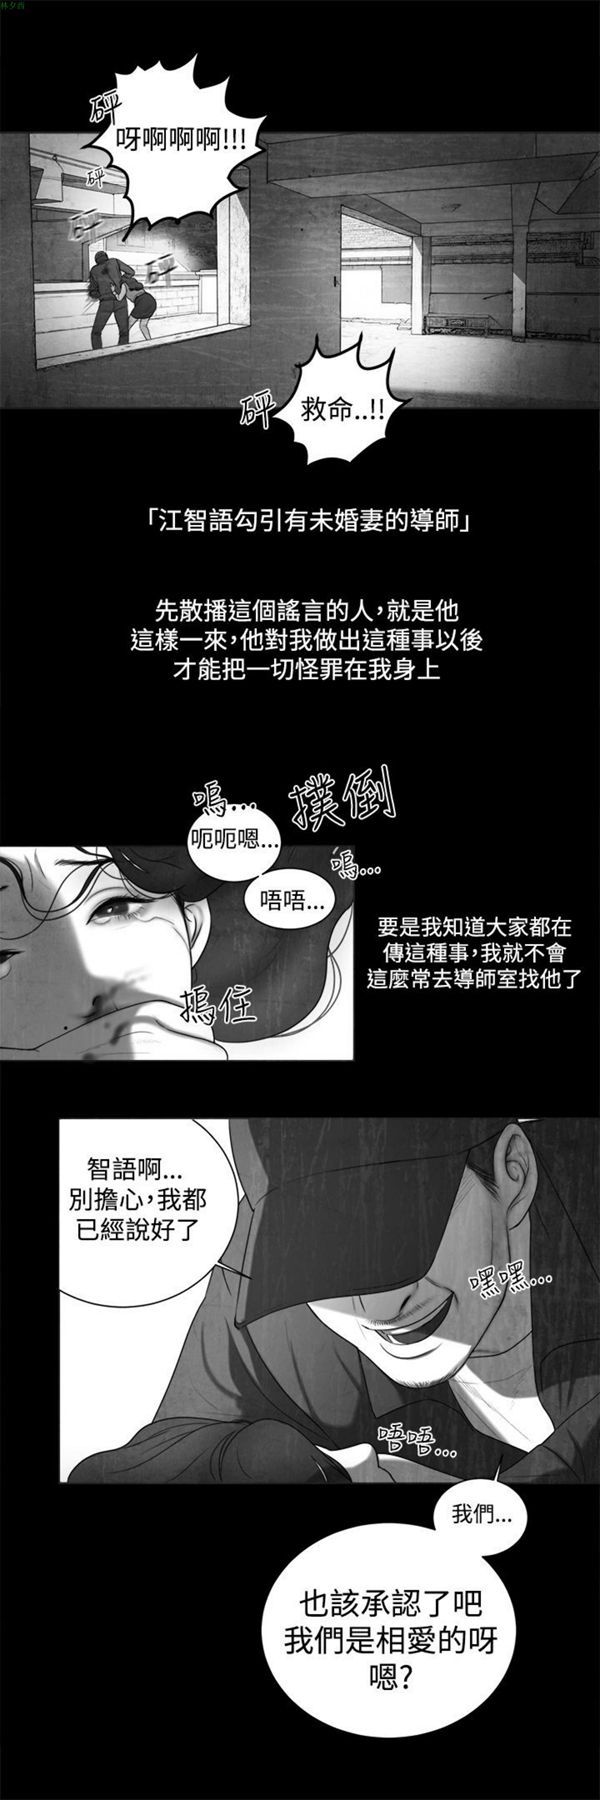 林夕西
砰
呀啊啊啊!!!
砰
砰
砰
砰
救命..!!
「江智語勾引有未婚妻的導師」
先散播這個謠言的人，就是他
這樣一來，他對我做出這種事以後
才能把一切怪罪在我身上
嗚...
撲倒
呃呃嗯...
嗚...
唔唔...
摀住
要是我知道大家都在
傳這種事，我就不會
這麼常去導師室找他了
智語啊...
別擔心，我都
已經說好了
嘿嘿...
唔唔...
我們...
也該承認了吧
我們是相愛的呀
嗯?